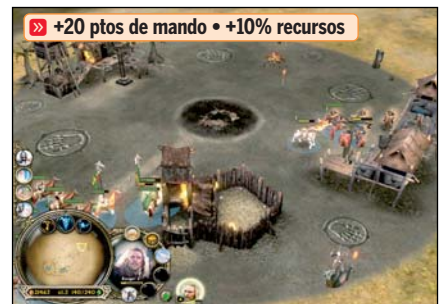 » +20 ptos de mando • +10% recursos